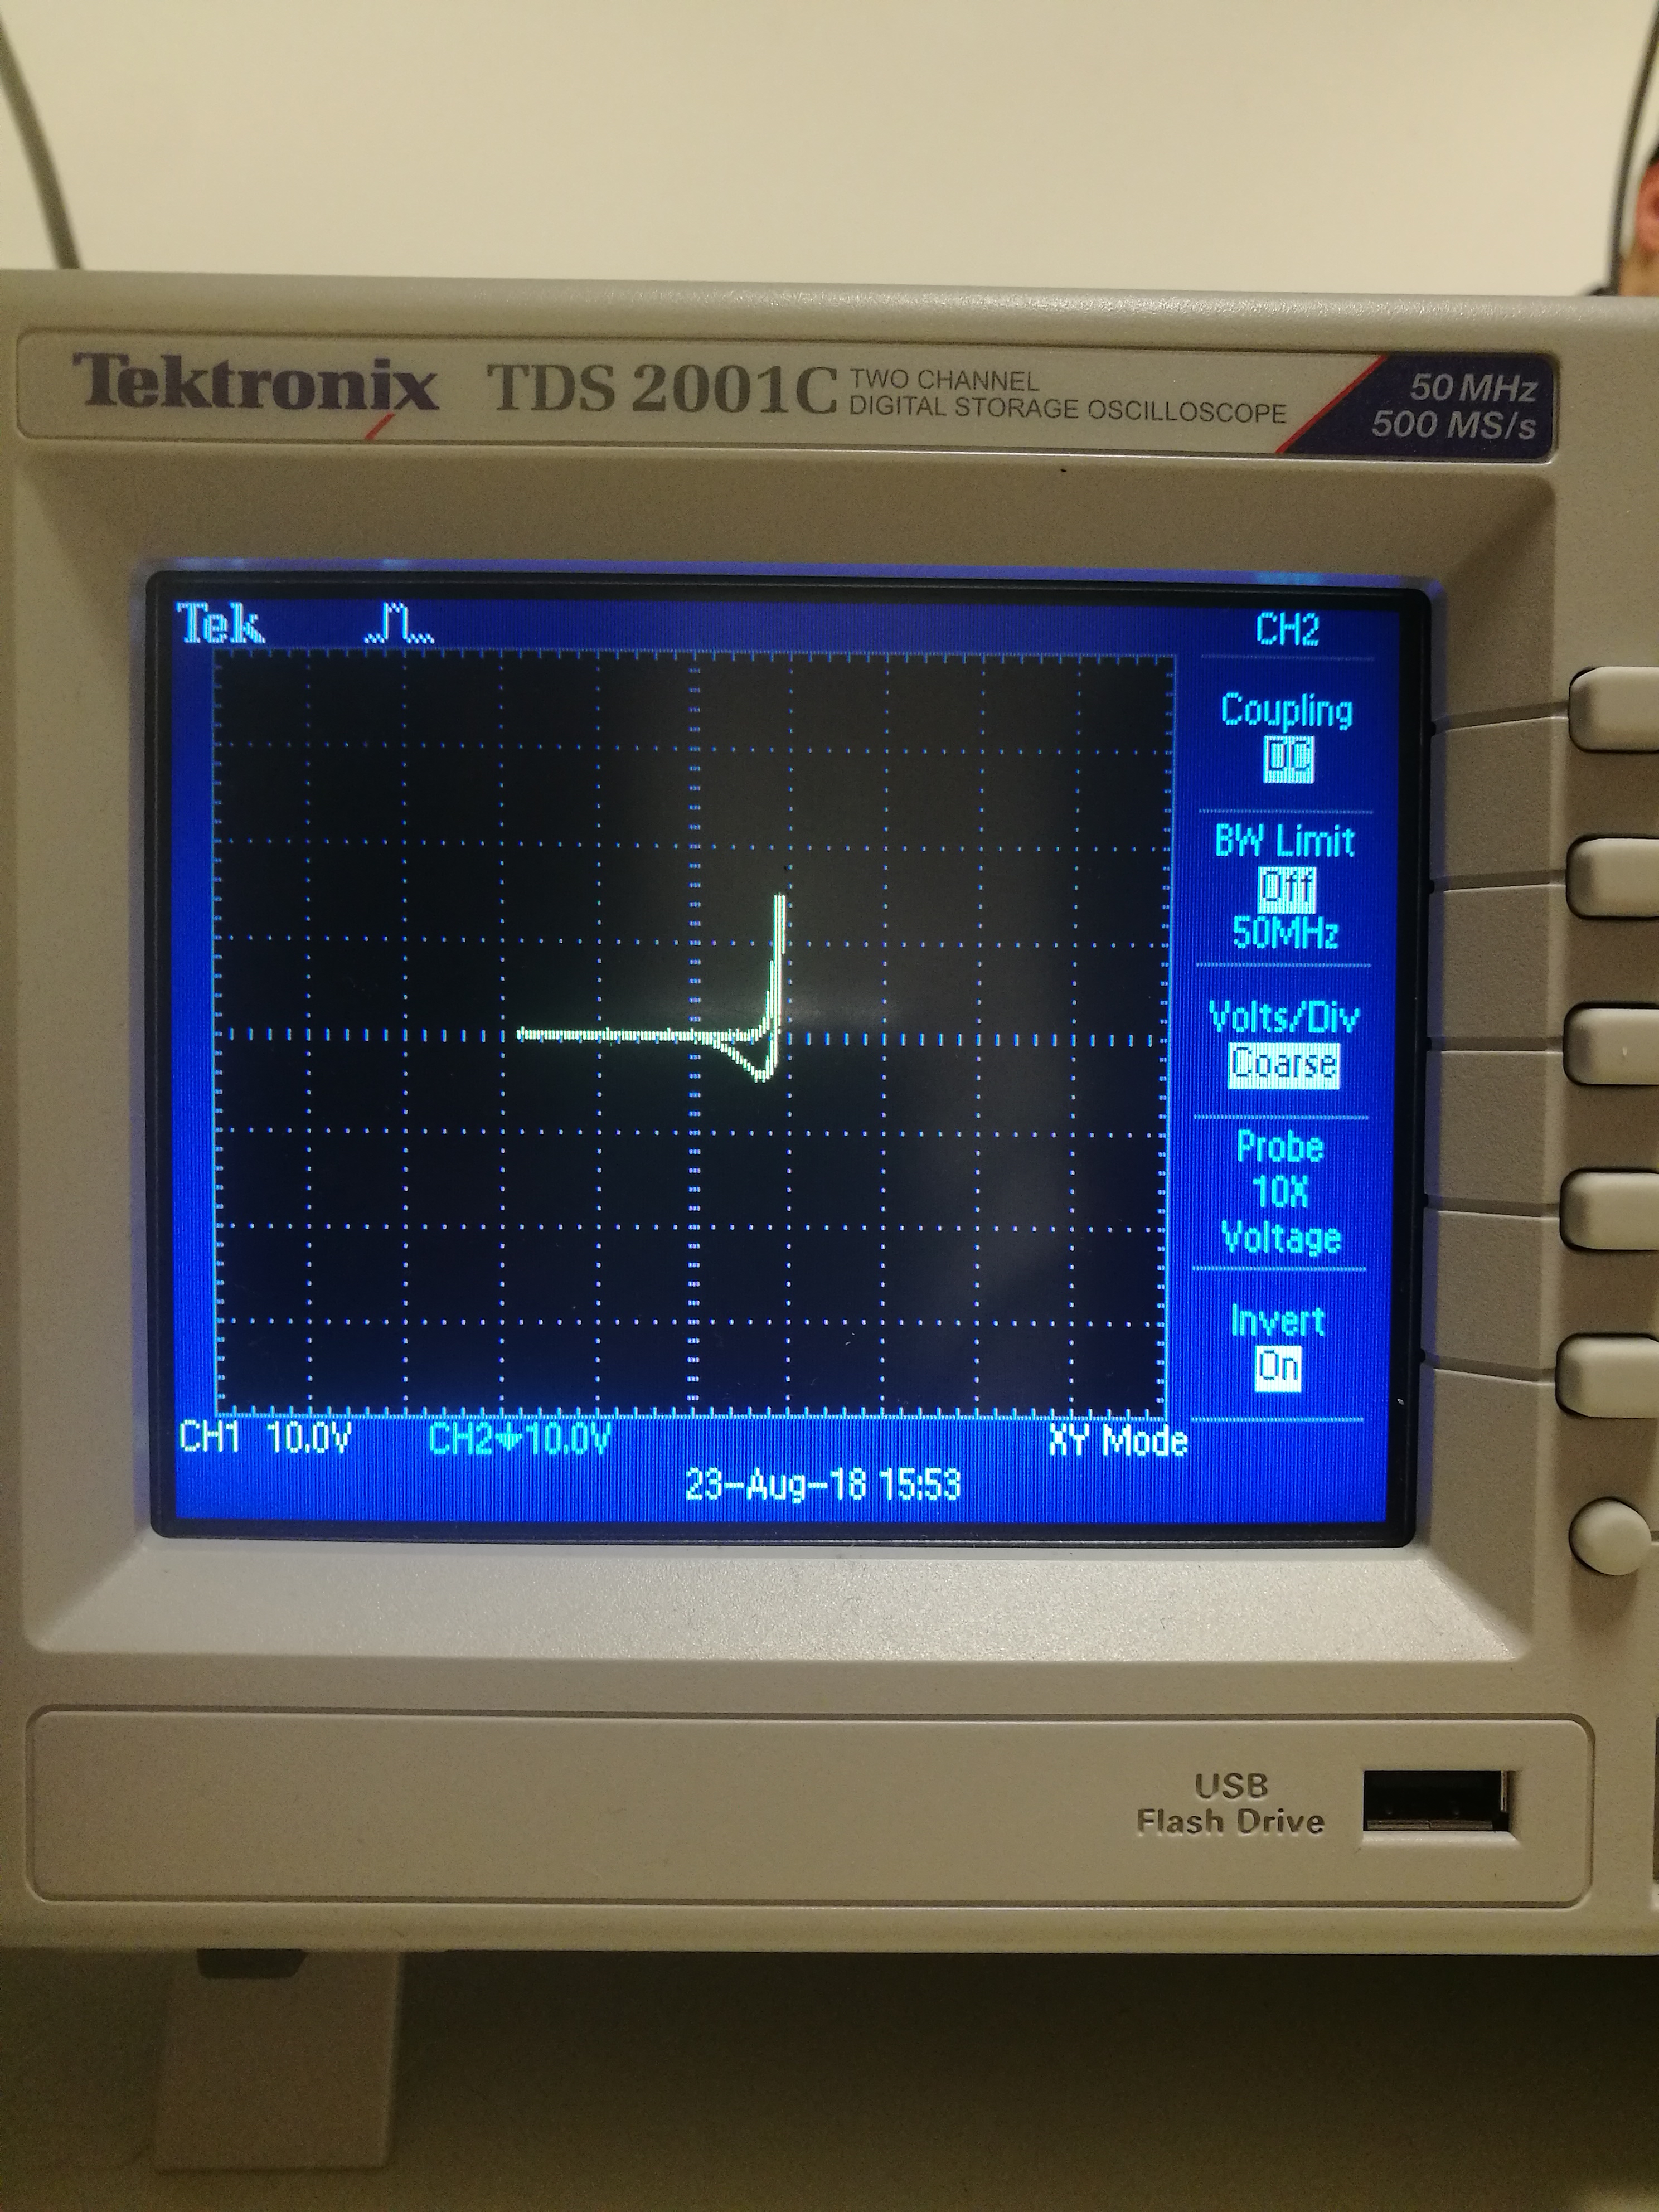 Tektronix TDS 2001C TWO CHANNEL
DIGITAL STORAGE OSCILLOSCOPE
50 MHz
500 MS/s
Tek
CH2
Coupling
DC
BW Limit
Off
50MHz
Volts/Div
Coarse
Probe
10X
Voltage
Invert
On
CH1 10.0V CH2 10.0V XY Mode
23-Aug-18 15:53
USB
Flash Drive